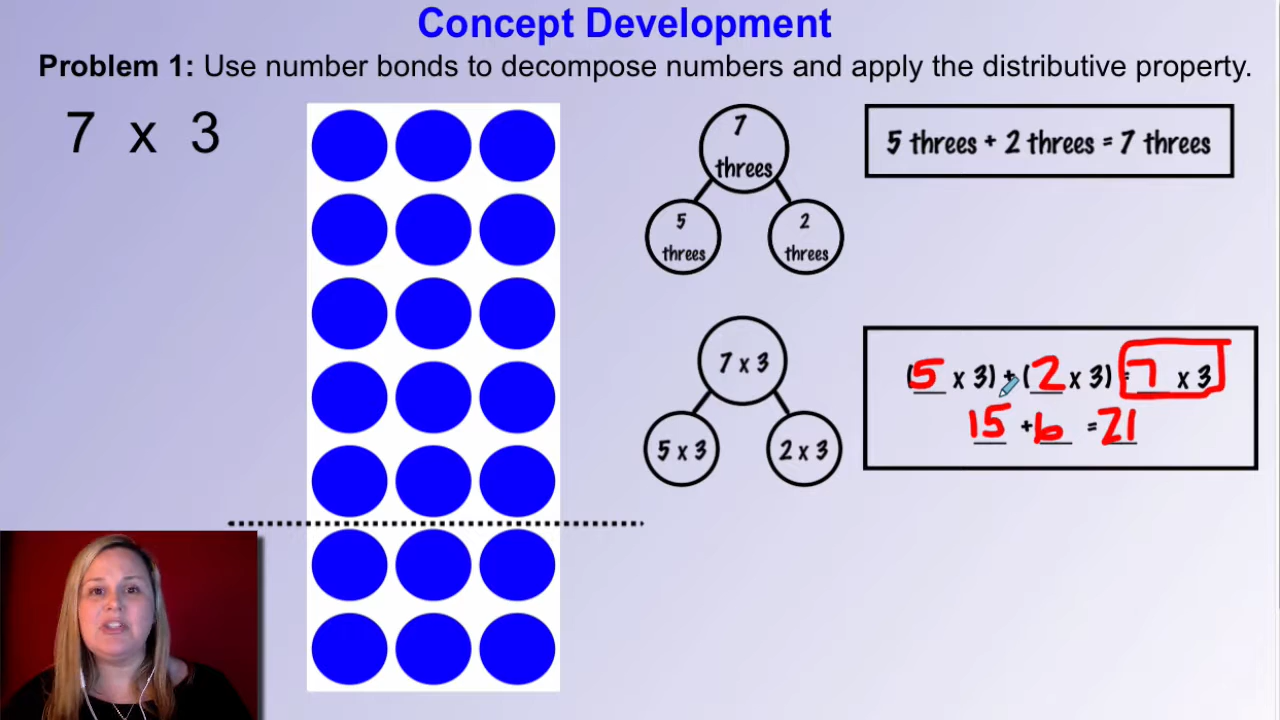 Concept Development
Problem 1: Use number bonds to decompose numbers and apply the distributive property.
7 x 3
7
threes
5
threes
2
threes
5 threes + 2 threes = 7 threes
7 x 3
5 x 3
2 x 3
(5 x 3) + (2 x 3) = 7 x 3
15 + 6 = 21